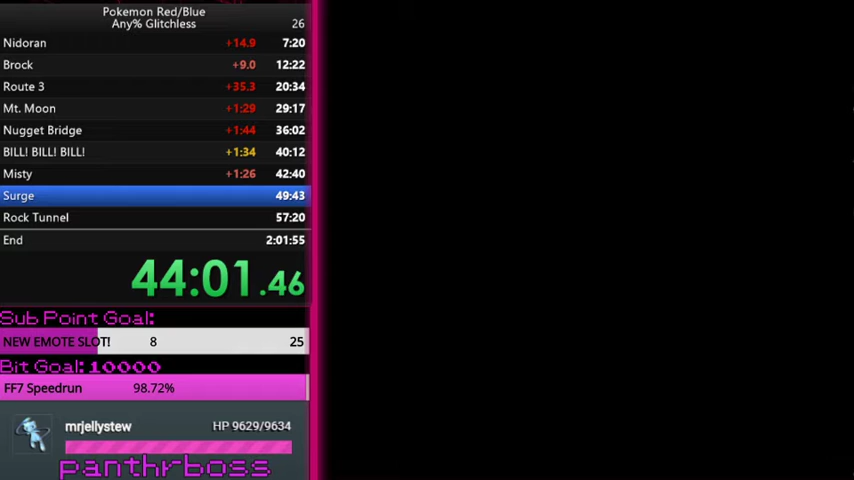 Pokemon Red/Blue
Any% Glitchless 26
Nidoran +14.9 7:20
Brock +9.0 12:22
Route 3 +35.3 20:34
Mt. Moon +1:29 29:17
Nugget Bridge +1:44 36:02
BILL! BILL! BILL! +1:34 40:12
Misty +1:26 42:40
Surge 49:43
Rock Tunnel 57:20
End 2:01:55
44:01.46
Sub Point Goal:
NEW EMOTE SLOT! 8 25
Bit Goal: 10000
FF7 Speedrun 98.72%
mrjellystew HP 9629/9634
panthrboss